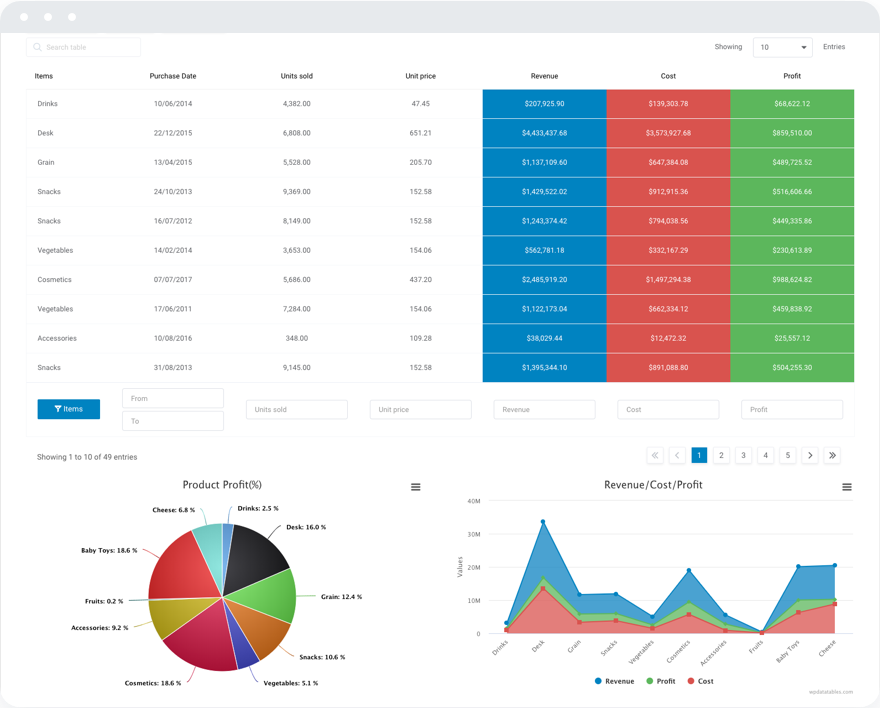 Search table
Showing 10 Entries
Items Purchase Date Units sold Unit price Revenue Cost Profit
Drinks 10/06/2014 4,382.00 47.45 $207,925.90 $139,303.78 $68,622.12
Desk 22/12/2015 6,808.00 651.21 $4,433,437.68 $3,573,927.68 $859,510.00
Grain 13/04/2015 5,528.00 205.70 $1,137,109.60 $647,384.08 $489,725.52
Snacks 24/10/2013 9,369.00 152.58 $1,429,522.02 $912,915.36 $516,606.66
Snacks 16/07/2012 8,149.00 152.58 $1,243,374.42 $794,038.56 $449,335.86
Vegetables 14/02/2014 3,653.00 154.06 $562,781.18 $332,167.29 $230,613.89
Cosmetics 07/07/2017 5,686.00 437.20 $2,485,919.20 $1,497,294.38 $988,624.82
Vegetables 17/06/2011 7,284.00 154.06 $1,122,173.04 $662,334.12 $459,838.92
Accessories 10/08/2016 348.00 109.28 $38,029.44 $12,472.32 $25,557.12
Snacks 31/08/2013 9,145.00 152.58 $1,395,344.10 $891,088.80 $504,255.30
Items
From
To
Units sold
Unit price
Revenue
Cost
Profit
Showing 1 to 10 of 49 entries
1 2 3 4 5
Product Profit(%)
Cheese: 6.8 %
Drinks: 2.5 %
Desk: 16.0 %
Baby Toys: 18.6 %
Grain: 12.4 %
Fruits: 0.2 %
Accessories: 9.2 %
Snacks: 10.6 %
Cosmetics: 18.6 %
Vegetables: 5.1 %
Revenue/Cost/Profit
Values
40M
30M
20M
10M
0
Drinks
Desk
Grain
Snacks
Vegetables
Cosmetics
Accessories
Fruits
Baby Toys
Cheese
Revenue Profit Cost
wpdatatables.com